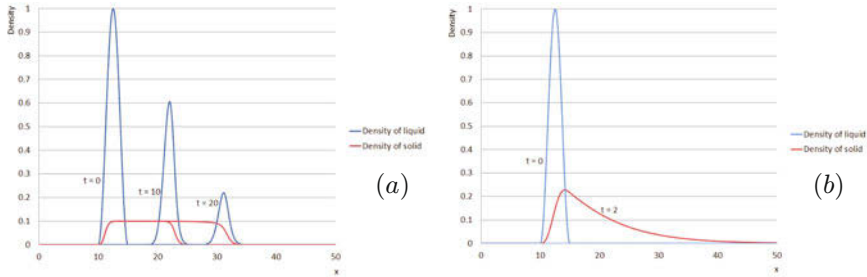 Density
1
0.9
0.8
0.7
0.6
0.5
0.4
0.3
0.2
0.1
0
0 10 20 30 40 50
x
t = 0
t = 10
t = 20
Density of liquid
Density of solid
(a)
Density
1
0.9
0.8
0.7
0.6
0.5
0.4
0.3
0.2
0.1
0
0 10 20 30 40 50
x
t = 0
t = 2
Density of liquid
Density of solid
(b)